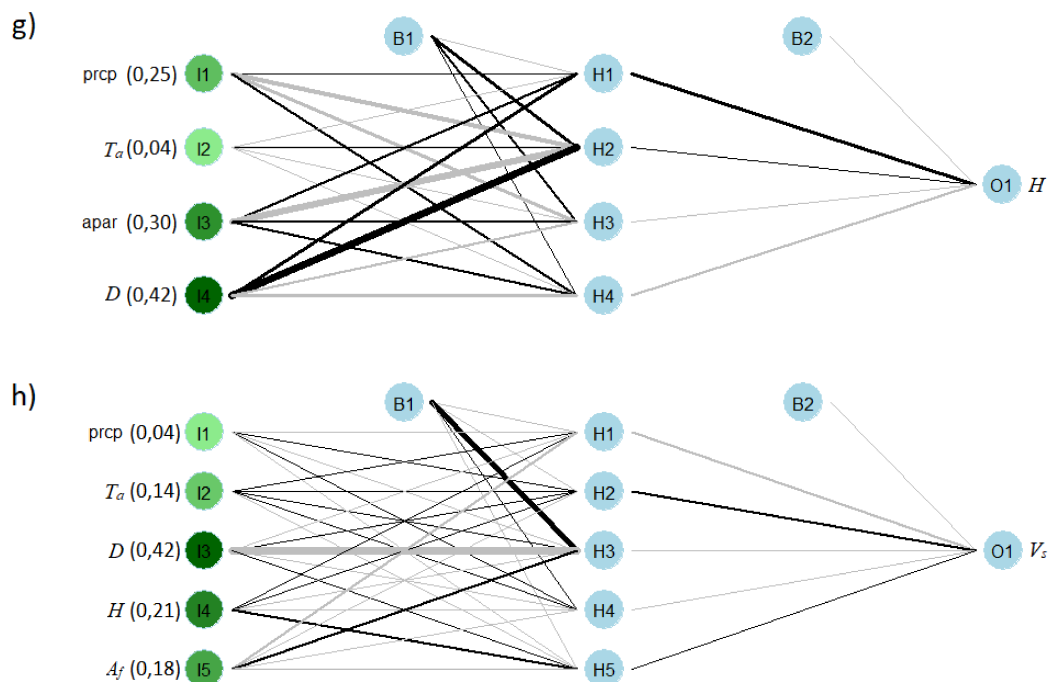 g)
B1 B2
prcp (0,25) I1 H1
Ta (0,04) I2 H2
O1 H
apar (0,30) I3 H3
D (0,42) I4 H4
h)
B1 B2
prcp (0,04) I1 H1
Ta (0,14) I2 H2
D (0,42) I3 H3 O1 Vs
H (0,21) I4 H4
Af (0,18) I5 H5